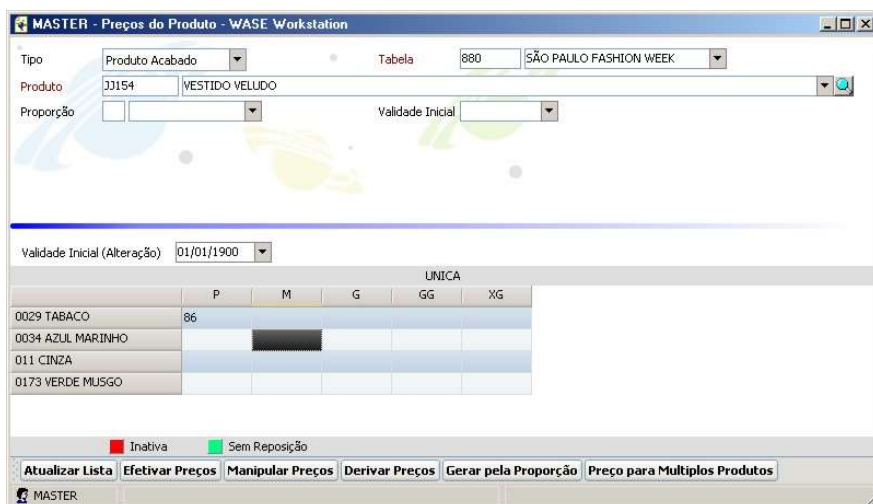 MASTER - Preços do Produto - WASE Workstation
Tipo Produto Acabado Tabela 880 SÃO PAULO FASHION WEEK
Produto JJ154 VESTIDO VELUDO
Proporção Validade Inicial
Validade Inicial (Alteração) 01/01/1900
UNICA
P M G GG XG
0029 TABACO 86
0034 AZUL MARINHO
011 CINZA
0173 VERDE MUSGO
Inativa Sem Reposição
Atualizar Lista Efetivar Preços Manipular Preços Derivar Preços Gerar pela Proporção Preço para Multiplos Produtos
MASTER